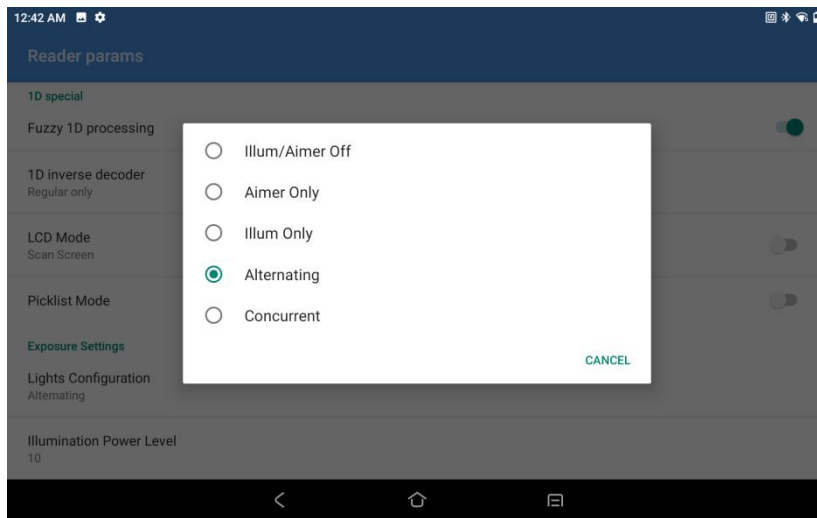 12:42 AM
Reader params
1D special
Fuzzy 1D processing
1D inverse decoder
Regular only
LCD Mode
Scan Screen
Picklist Mode
Exposure Settings
Lights Configuration
Alternating
Illumination Power Level
10
Illum/Aimer Off
Aimer Only
Illum Only
Alternating
Concurrent
CANCEL